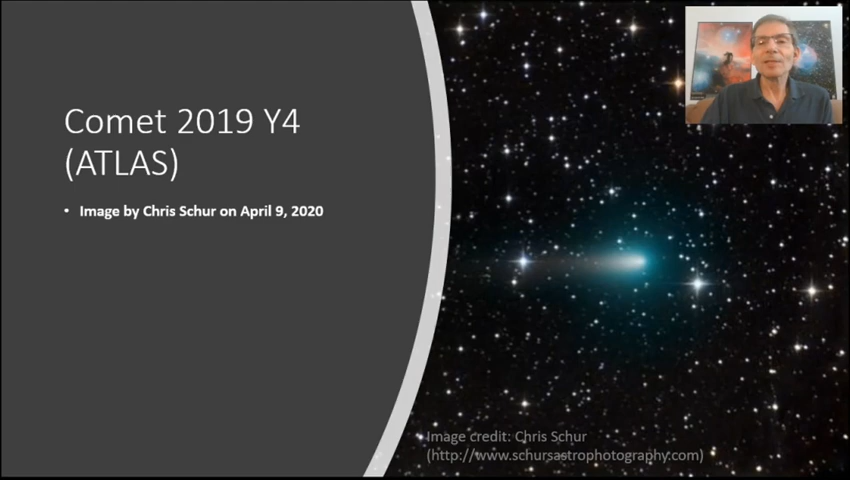 Comet 2019 Y4
(ATLAS)
• Image by Chris Schur on April 9, 2020
Image credit: Chris Schur
(http://www.schursastrophotography.com)